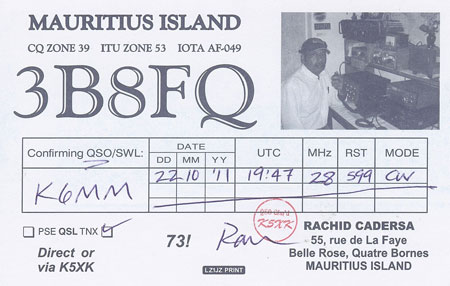 MAURITIUS ISLAND
CQ ZONE 39 ITU ZONE 53 IOTA AF-049
3B8FQ
Confirming QSO/SWL: DATE UTC MHz RST MODE
DD MM YY
K6MM 22 10 '11 19:47 28 599 CW
PSE QSL TNX
73!
Direct or
via K5XK
QSL MGR
K5XK
RACHID CADERSA
55, rue de La Faye
Belle Rose, Quatre Bornes
MAURITIUS ISLAND
LZ1JZ PRINT